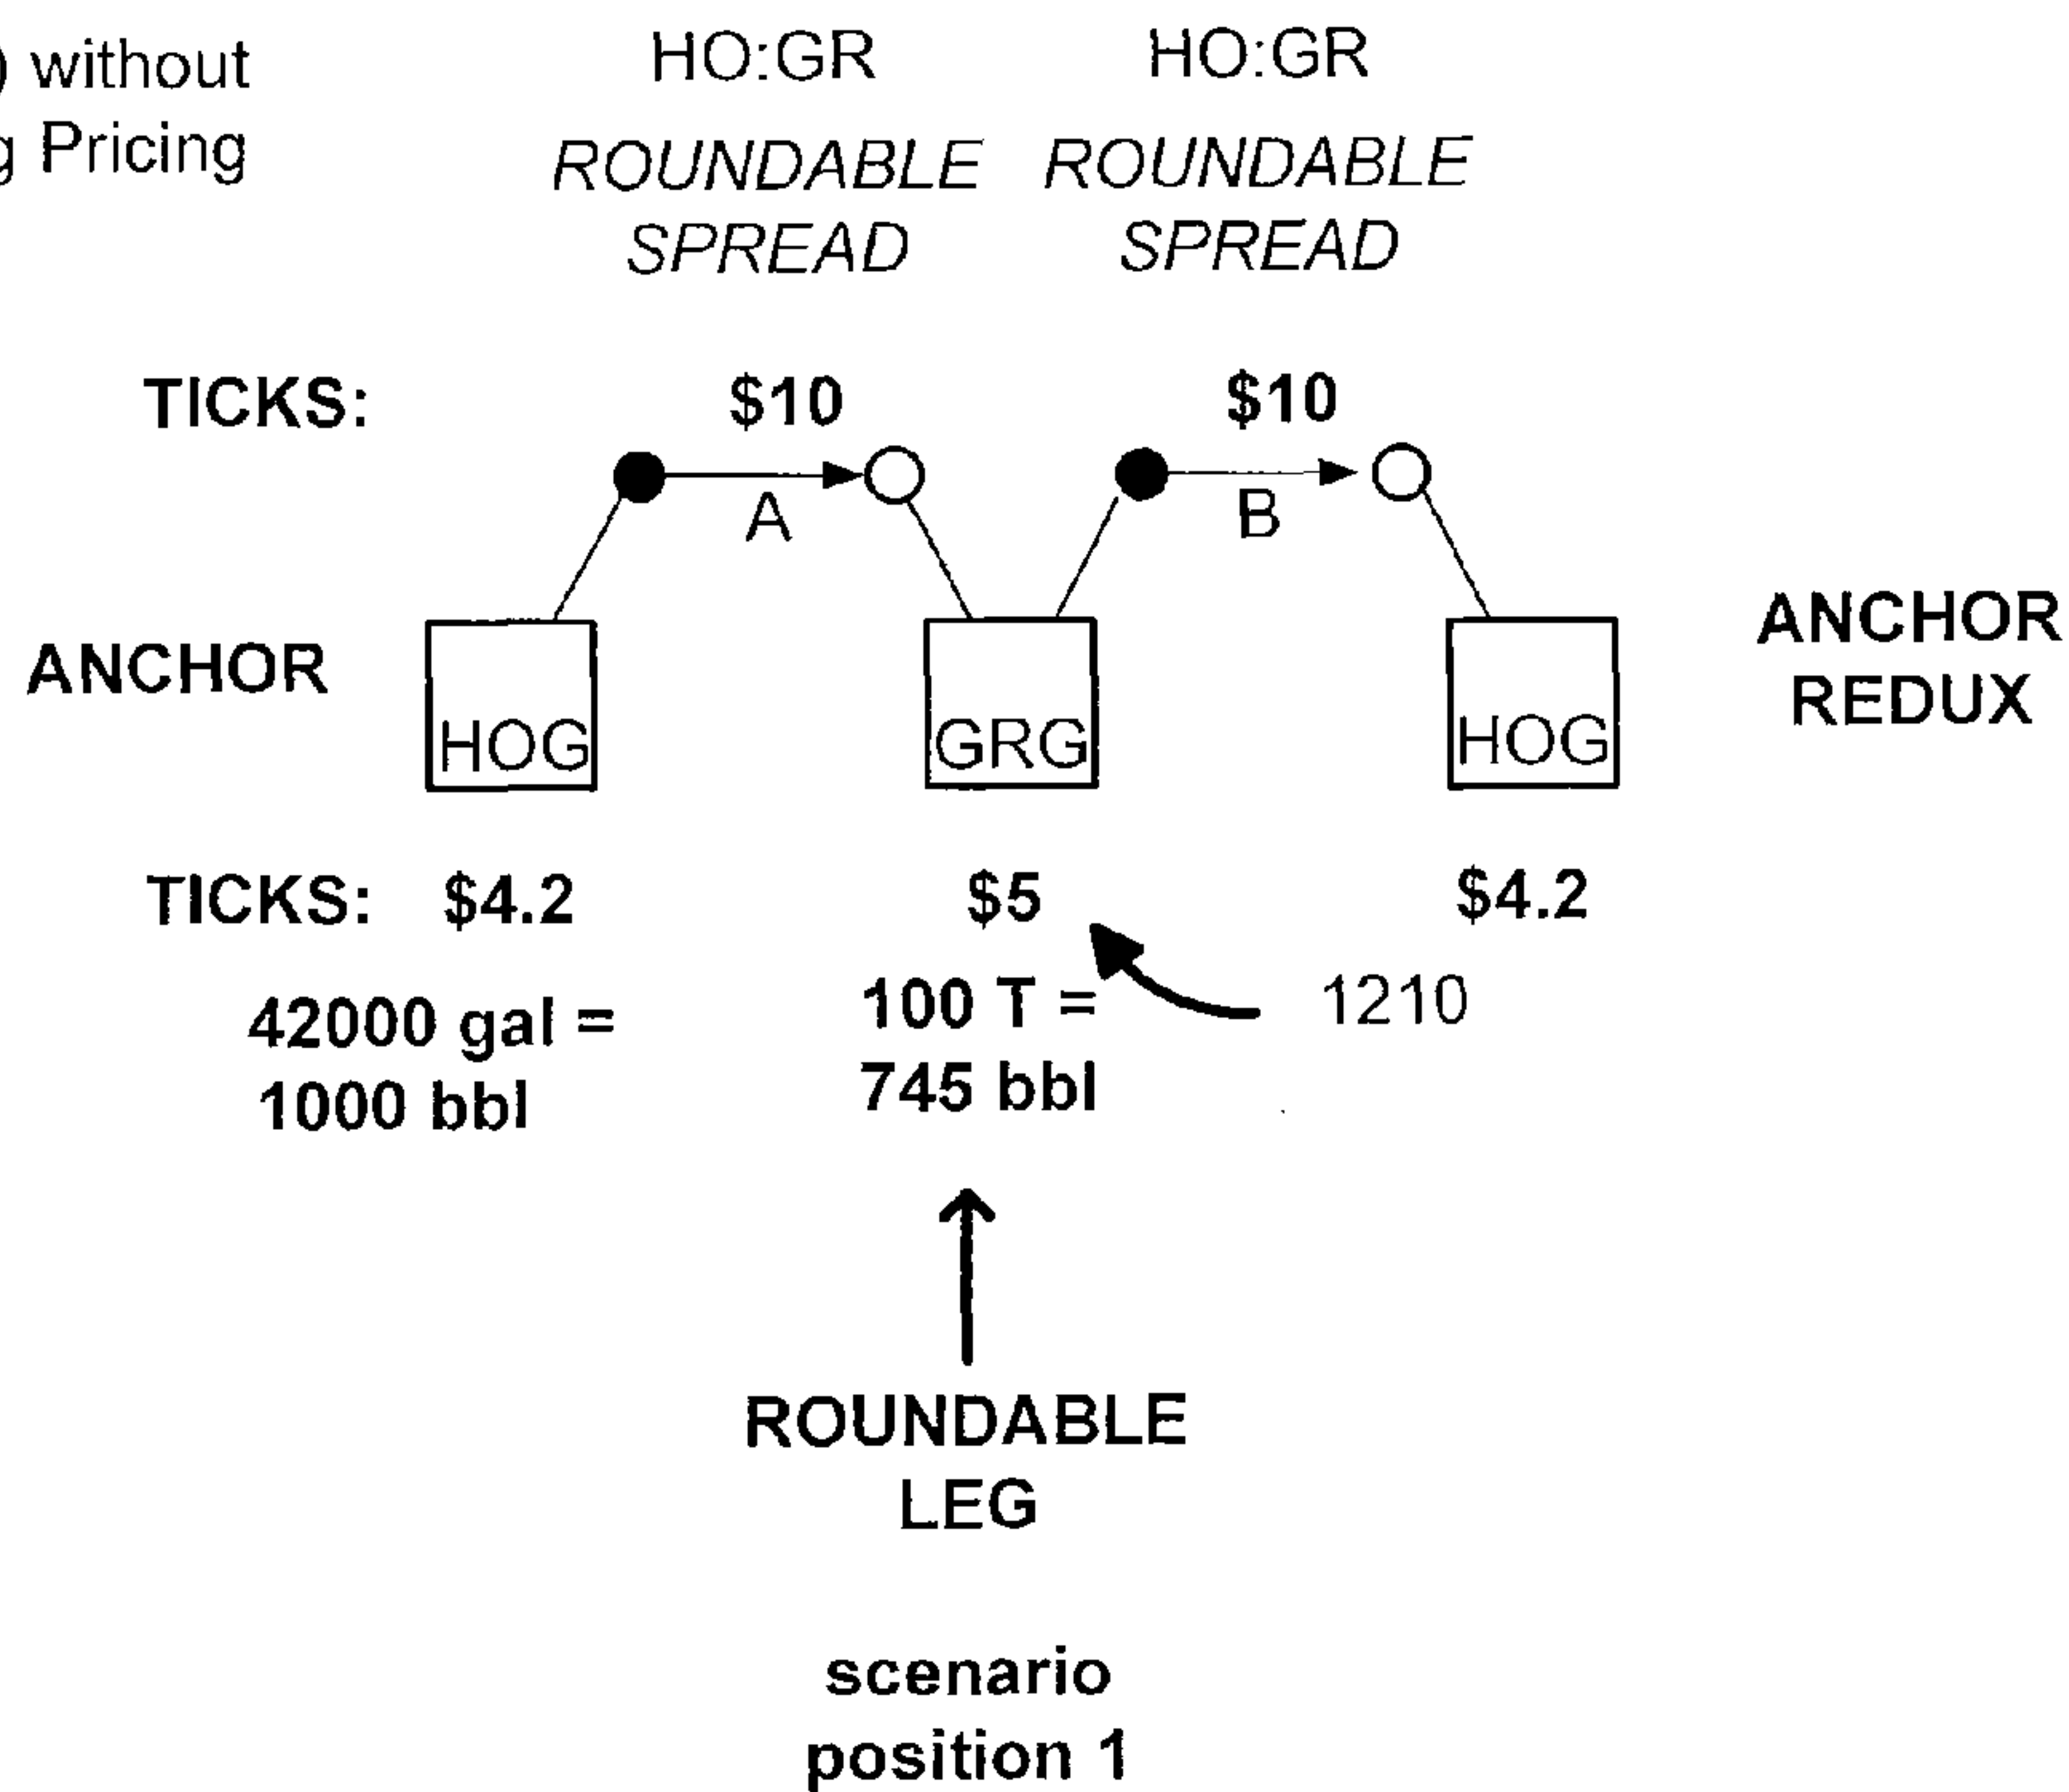 ) without
g Pricing
HO:GR HO:GR
ROUNDABLE ROUNDABLE
SPREAD SPREAD
TICKS: $10 $10
A B
ANCHOR HOG GRG HOG ANCHOR
REDUX
TICKS: $4.2 $5 $4.2
42000 gal =
1000 bbl
100 T =
745 bbl
1210
ROUNDABLE
LEG
scenario
position 1